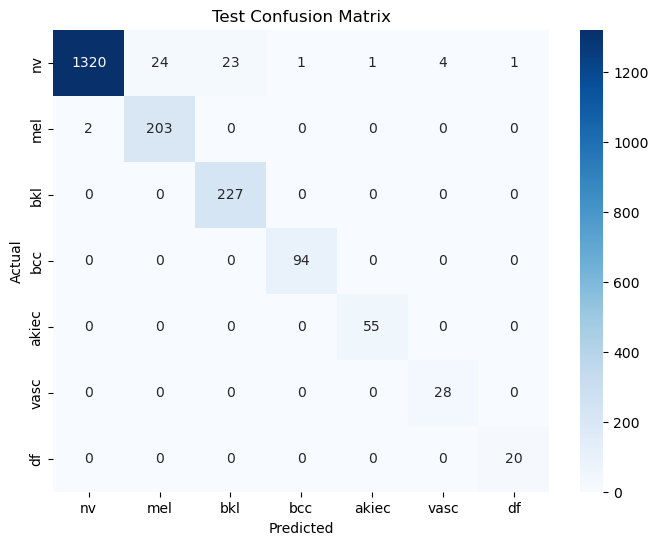 Test Confusion Matrix
nv 1320 24 23 1 1 4 1
mel 2 203 0 0 0 0 0
bkl 0 0 227 0 0 0 0
bcc 0 0 0 94 0 0 0
akiec 0 0 0 0 55 0 0
vasc 0 0 0 0 0 28 0
df 0 0 0 0 0 0 20
nv mel bkl bcc akiec vasc df
Predicted
Actual
1200
1000
800
600
400
200
0